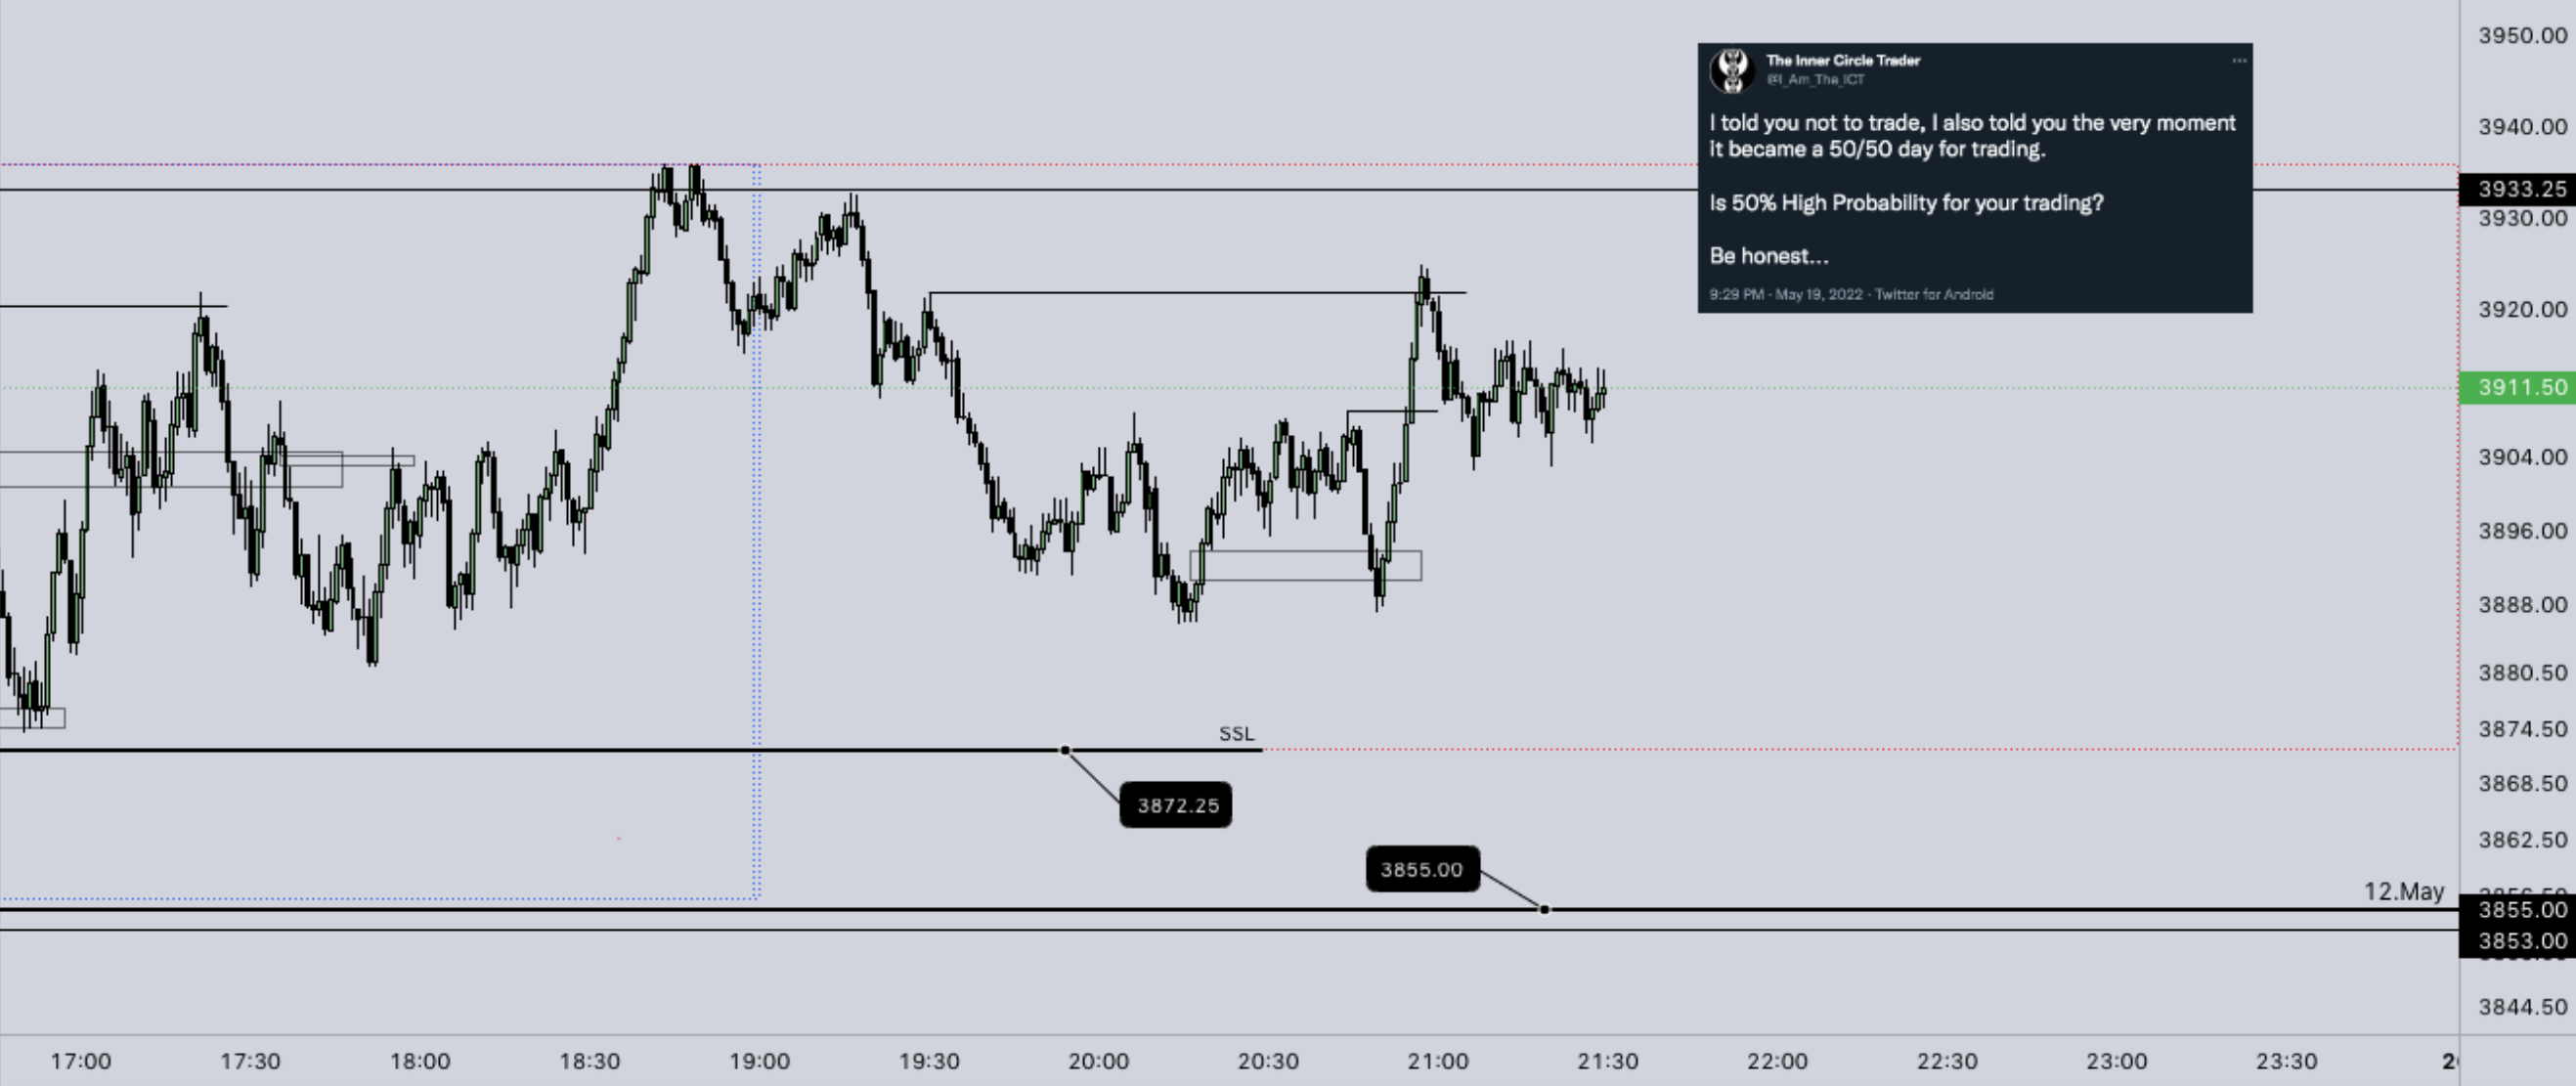 The Inner Circle Trader
@I_Am_The_ICT
I told you not to trade, I also told you the very moment
it became a 50/50 day for trading.
Is 50% High Probability for your trading?
Be honest...
9:29 PM · May 19, 2022 · Twitter for Android
3950.00
3940.00
3933.25
3930.00
3920.00
3911.50
3904.00
3896.00
3888.00
3880.50
3874.50
SSL
3872.25
3868.50
3862.50
3855.00
12.May
3855.00
3853.00
3844.50
17:00 17:30 18:00 18:30 19:00 19:30 20:00 20:30 21:00 21:30 22:00 22:30 23:00 23:30